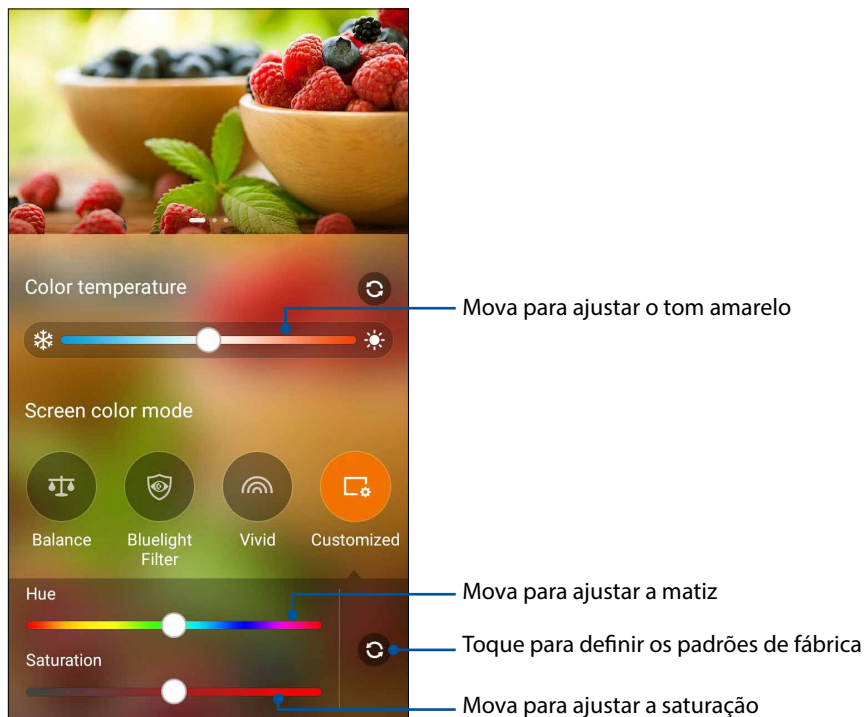 Color temperature
Mova para ajustar o tom amarelo
Screen color mode
Balance
Bluelight
Filter
Vivid
Customized
Hue
Mova para ajustar a matiz
Toque para definir os padrões de fábrica
Saturation
Mova para ajustar a saturação